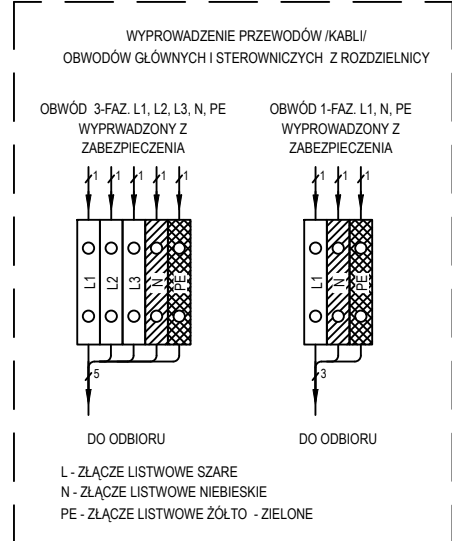 WYPROWADZENIE PRZEWODÓW /KABLI/
OBWODÓW GŁÓWNYCH I STEROWNICZYCH Z ROZDZIELNICY
OBWÓD 3-FAZ. L1, L2, L3, N, PE
WYPRWADZONY Z
ZABEZPIECZENIA
1 1 1 1 1
L1 L2 L3 N PE
5
DO ODBIORU
OBWÓD 1-FAZ. L1, N, PE
WYPROWADZONY Z
ZABEZPIECZENIA
1 1 1
L1 N PE
3
DO ODBIORU
L - ZŁĄCZE LISTWOWE SZARE
N - ZŁĄCZE LISTWOWE NIEBIESKIE
PE - ZŁĄCZE LISTWOWE ŻÓŁTO - ZIELONE